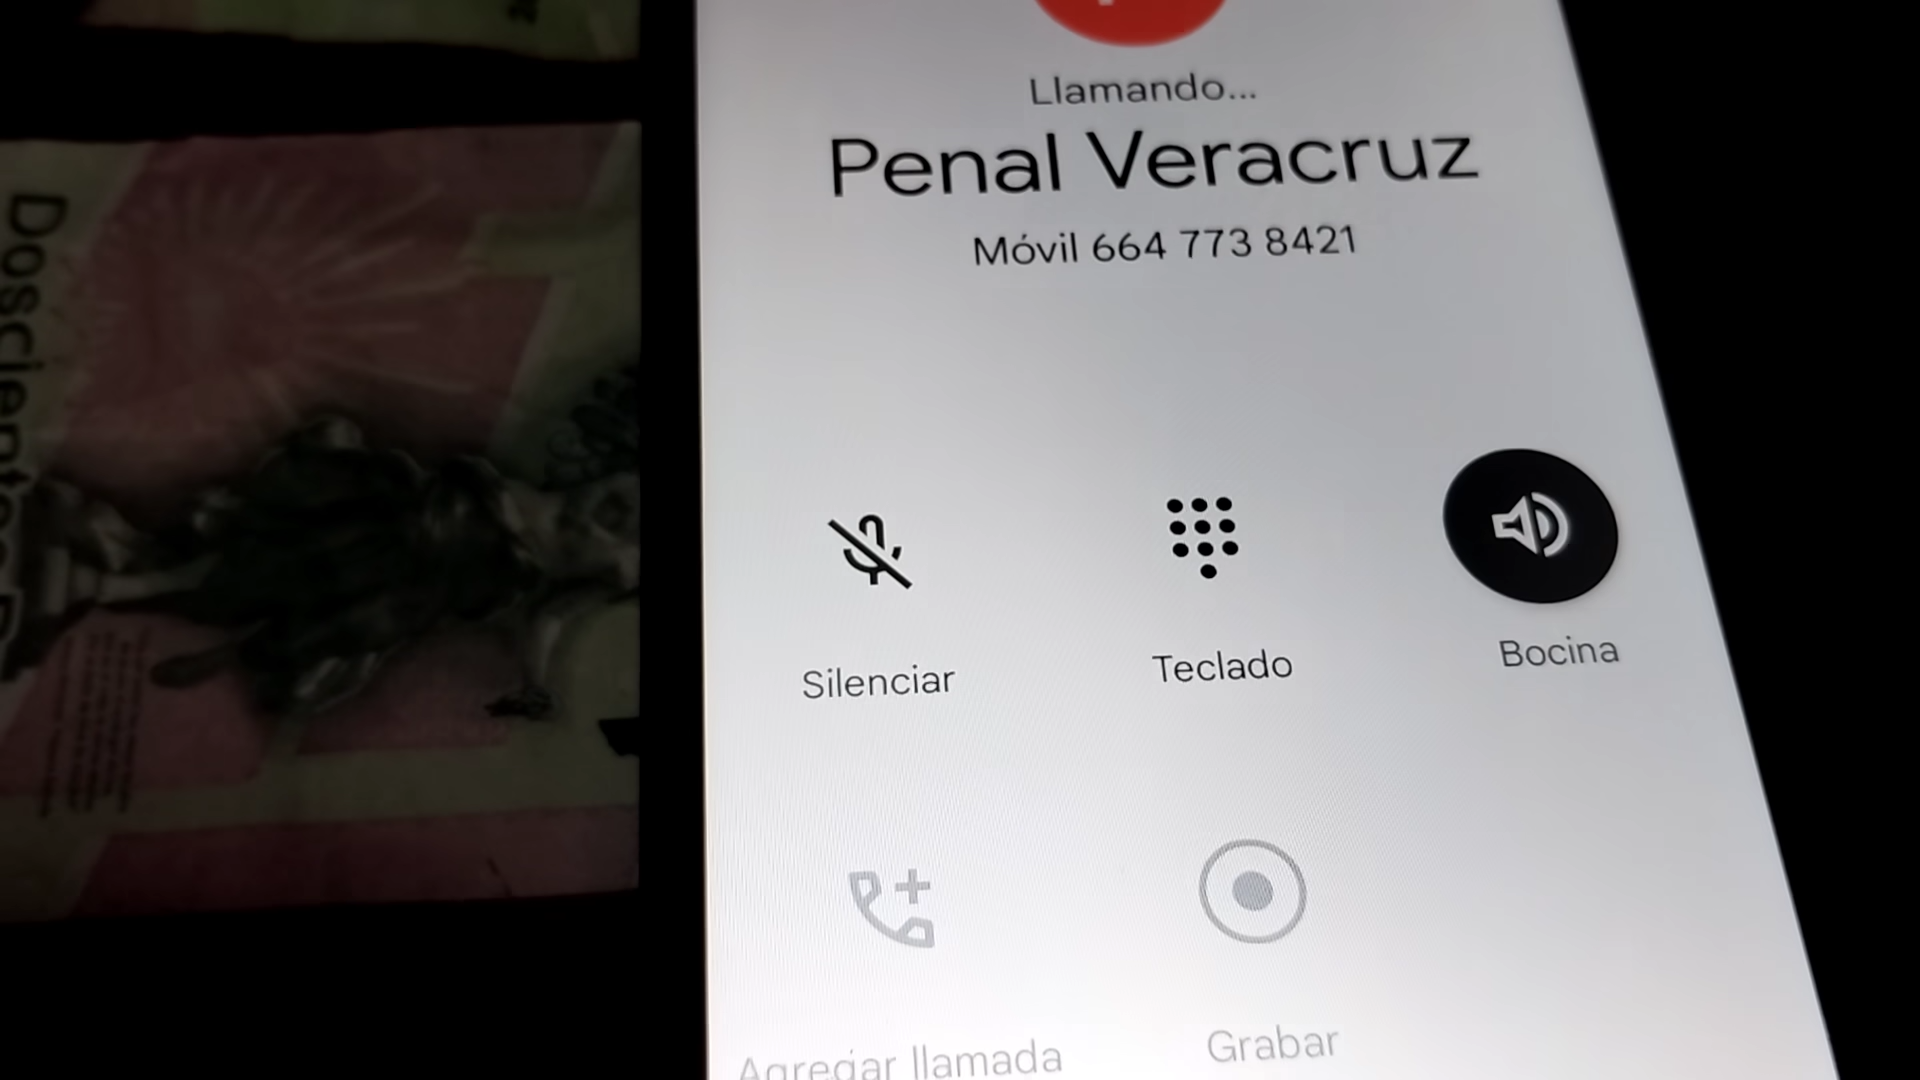 Llamando...
Penal Veracruz
Móvil 664 773 8421
Silenciar
Teclado
Bocina
Agregar llamada
Grabar